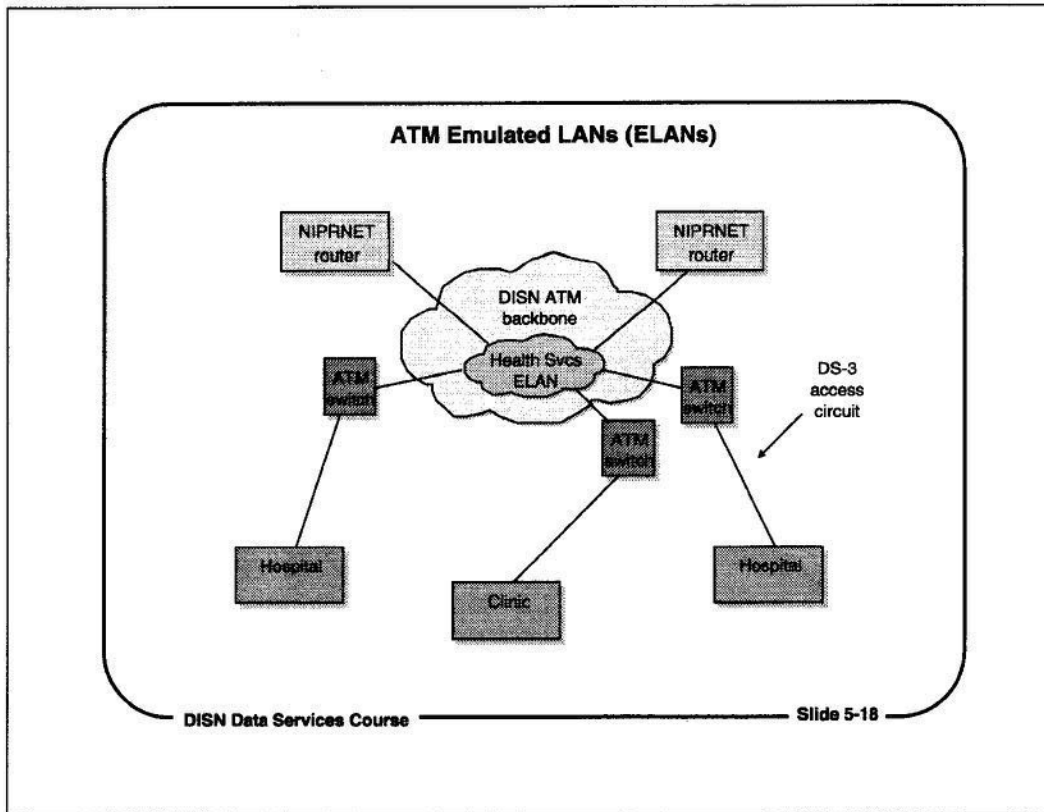 ATM Emulated LANs (ELANs)
NIPRNET
router
NIPRNET
router
DISN ATM
backbone
Health Svcs
ELAN
ATM
switch
ATM
switch
DS-3
access
circuit
ATM
switch
Hospital
Hospital
Clinic
DISN Data Services Course
Slide 5-18